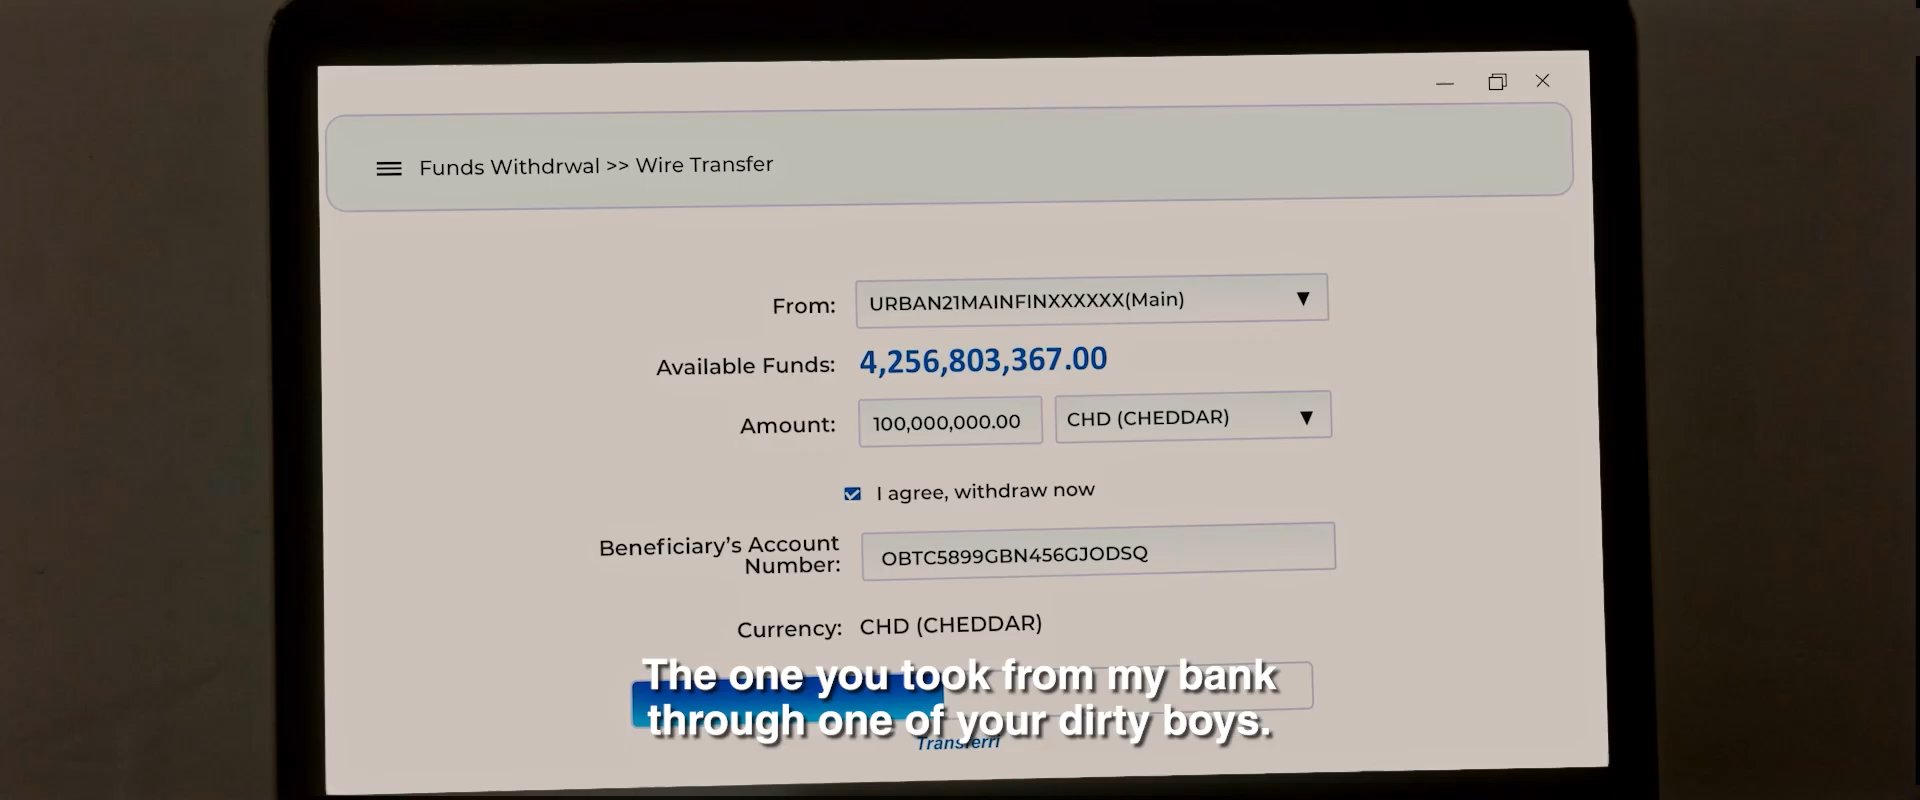 Funds Withdrwal >> Wire Transfer
From: URBAN21MAINFINXXXXXX(Main)
Available Funds: 4,256,803,367.00
Amount: 100,000,000.00 CHD (CHEDDAR)
I agree, withdraw now
Beneficiary's Account
Number: OBTC5899GBN456GJODSQ
Currency: CHD (CHEDDAR)
The one you took from my bank
through one of your dirty boys.
Transferri